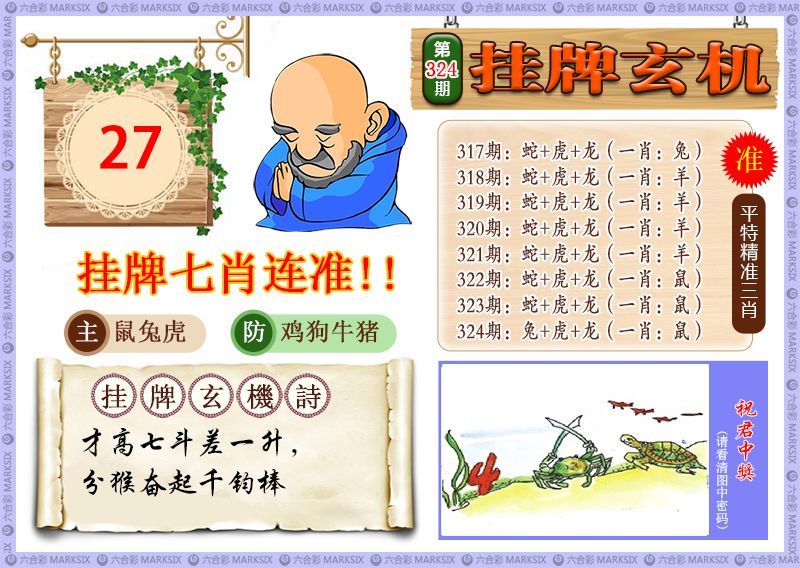 六合彩 MARKSIX
第
324
期
挂牌玄机
27
挂牌七肖连准!!
主 鼠兔虎
防 鸡狗牛猪
挂牌玄機詩
才高七斗差一升，
分猴奋起千钧棒
317期：蛇+虎+龙（一肖：兔）
318期：蛇+虎+龙（一肖：羊）
319期：蛇+虎+龙（一肖：羊）
320期：蛇+虎+龙（一肖：羊）
321期：蛇+虎+龙（一肖：羊）
322期：蛇+虎+龙（一肖：鼠）
323期：蛇+虎+龙（一肖：鼠）
324期：兔+虎+龙（一肖：鼠）
准
平特精准三肖
4
祝君中奖
（请看清图中密码）